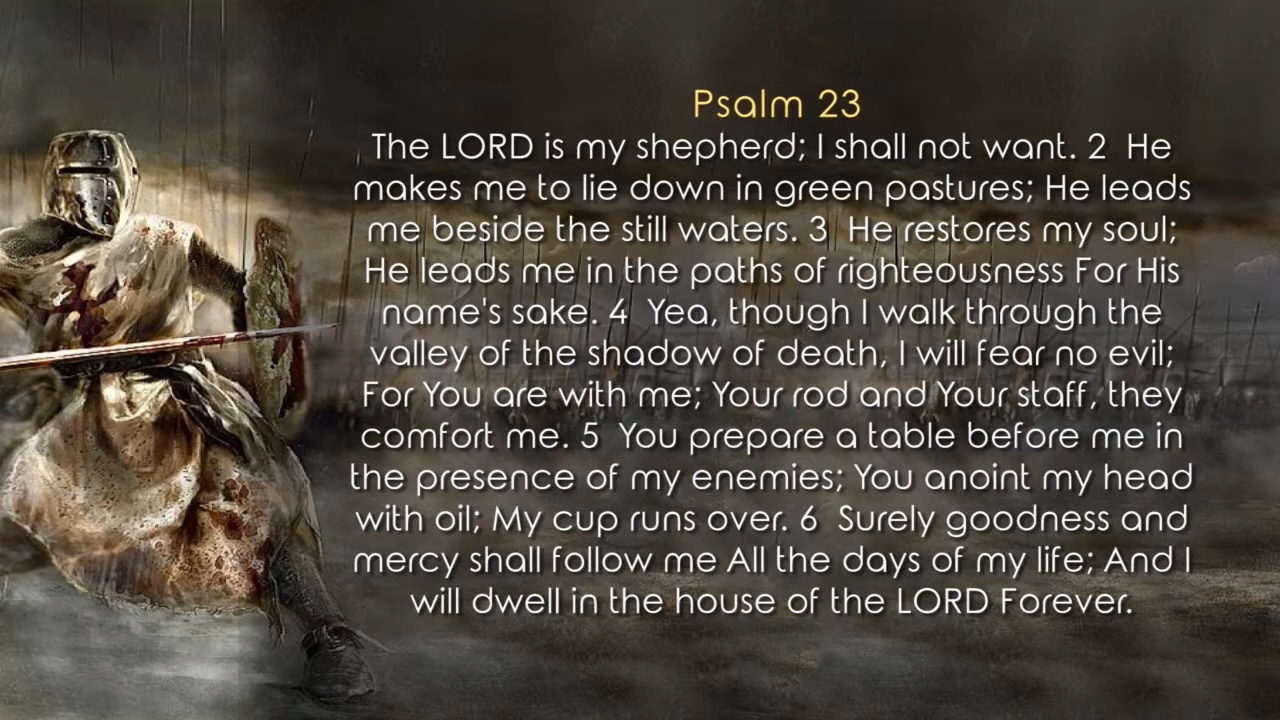 Psalm 23
The LORD is my shepherd; I shall not want. 2  He
makes me to lie down in green pastures; He leads
me beside the still waters. 3  He restores my soul;
He leads me in the paths of righteousness For His
name's sake. 4  Yea, though I walk through the
valley of the shadow of death, I will fear no evil;
For You are with me; Your rod and Your staff, they
comfort me. 5  You prepare a table before me in
the presence of my enemies; You anoint my head
with oil; My cup runs over. 6  Surely goodness and
mercy shall follow me All the days of my life; And I
will dwell in the house of the LORD Forever.